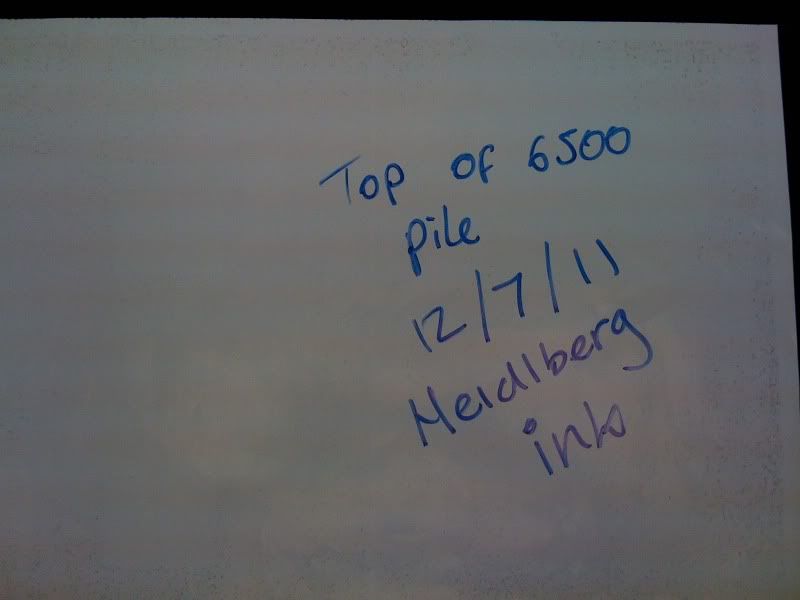 Top of 6500
pile
12/7/11
Heidlberg
ink